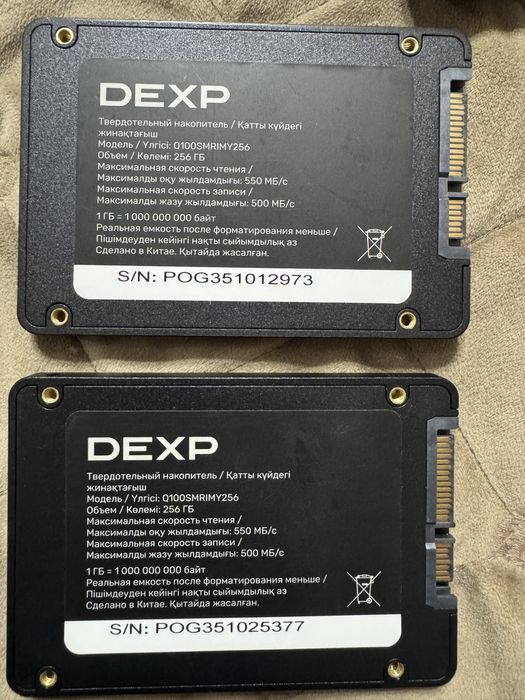 DEXP
Твердотельный накопитель / Қатты күйдегі
жинақтағыш
Модель / Үлгісі: Q100SMRIMY256
Объем / Көлемі: 256 ГБ
Максимальная скорость чтения /
Максималды оқу жылдамдығы: 550 МБ/с
Максимальная скорость записи /
Максималды жазу жылдамдығы: 500 МБ/с
1 ГБ = 1 000 000 000 байт
Реальная емкость после форматирования меньше /
Пішімдеуден кейінгі нақты сыйымдылық аз
Сделано в Китае. Қытайда жасалған.
S/N: POG351012973
DEXP
Твердотельный накопитель / Қатты күйдегі
жинақтағыш
Модель / Үлгісі: Q100SMRIMY256
Объем / Көлемі: 256 ГБ
Максимальная скорость чтения /
Максималды оқу жылдамдығы: 550 МБ/с
Максимальная скорость записи /
Максималды жазу жылдамдығы: 500 МБ/с
1 ГБ = 1 000 000 000 байт
Реальная емкость после форматирования меньше /
Пішімдеуден кейінгі нақты сыйымдылық аз
Сделано в Китае. Қытайда жасалған.
S/N: POG351025377